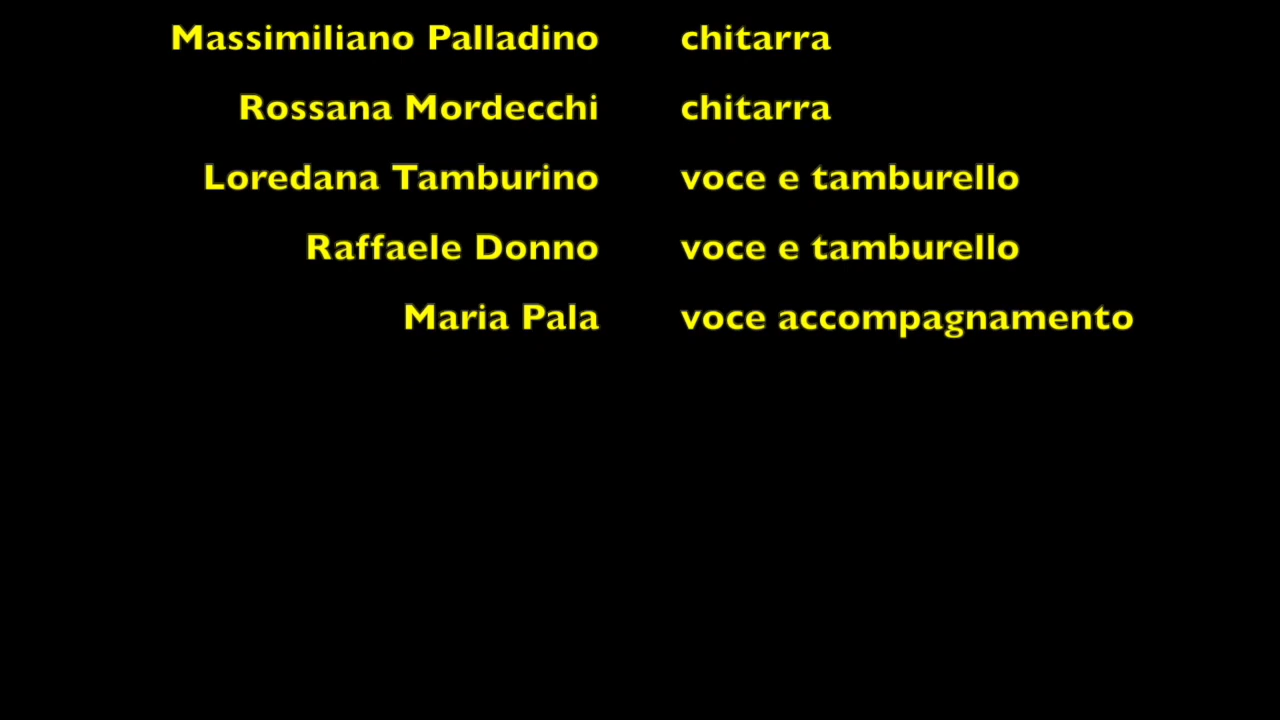 Massimiliano Palladino chitarra
Rossana Mordecchi chitarra
Loredana Tamburino voce e tamburello
Raffaele Donno voce e tamburello
Maria Pala voce accompagnamento